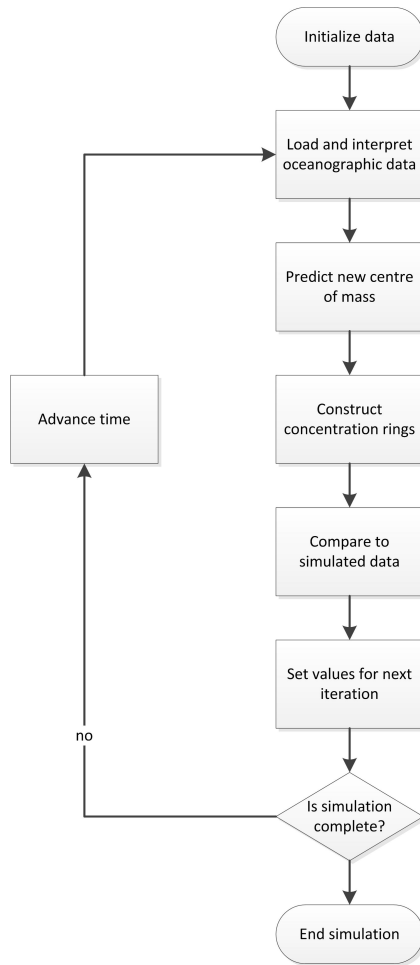 Initialize data
Load and interpret
oceanographic data
Predict new centre
of mass
Advance time
Construct
concentration rings
Compare to
simulated data
Set values for next
iteration
no
Is simulation
complete?
End simulation